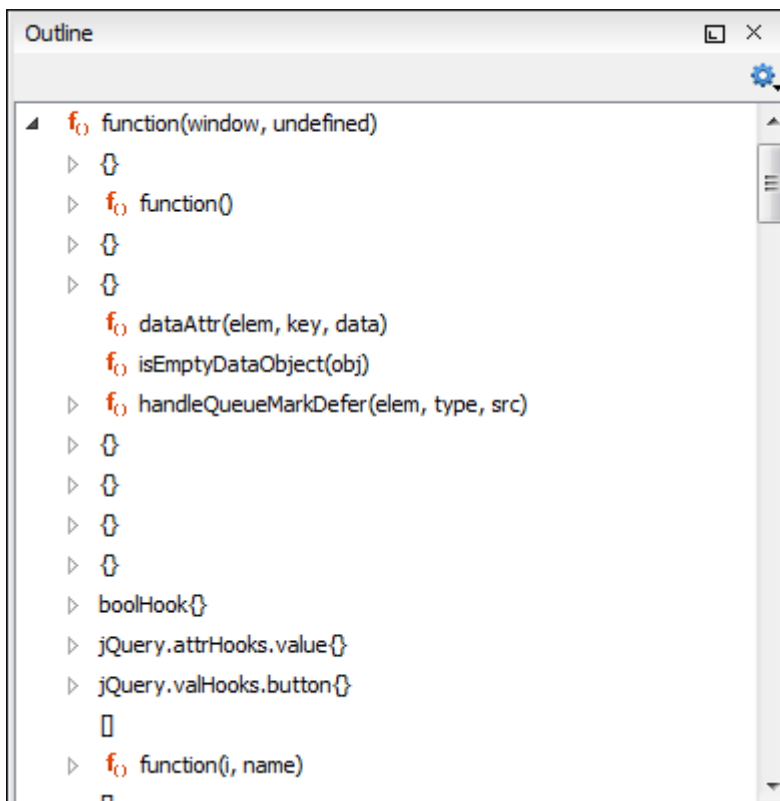 Outline
f() function(window, undefined)
{}
f() function()
{}
{}
f() dataAttr(elem, key, data)
f() isEmptyDataObject(obj)
f() handleQueueMarkDefer(elem, type, src)
{}
{}
{}
{}
boolHook{}
jQuery.attrHooks.value{}
jQuery.valHooks.button{}
[]
f() function(i, name)